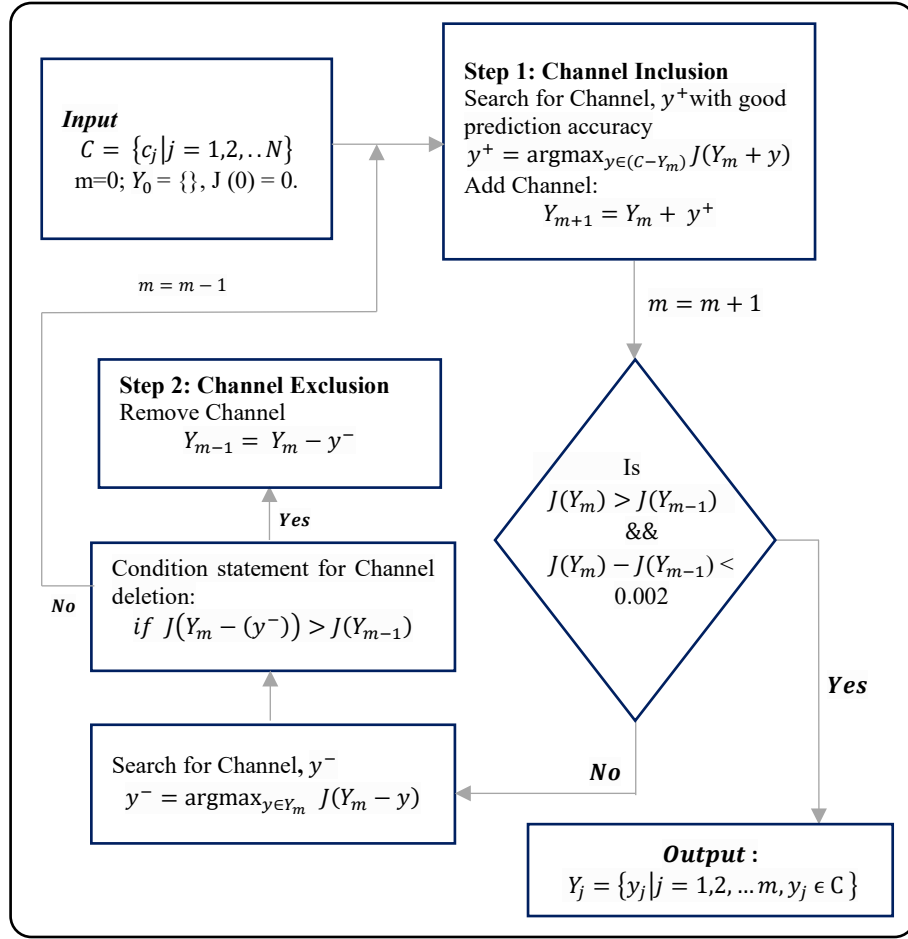 Input
C = {c_j|j = 1,2, . . N}
m=0; Y_0 = {}, J (0) = 0.
Step 1: Channel Inclusion
Search for Channel, y^+ with good
prediction accuracy
y^+ = argmax_{y∈(C−Y_m)} J(Y_m + y)
Add Channel:
Y_{m+1} = Y_m + y^+
m = m + 1
m = m − 1
Is
J(Y_m) > J(Y_{m−1})
&&
J(Y_m) − J(Y_{m−1}) <
0.002
Yes
No
Search for Channel, y^−
y^− = argmax_{y∈Y_m} J(Y_m − y)
Condition statement for Channel
deletion:
if J(Y_m − (y^−)) > J(Y_{m−1})
No
Yes
Step 2: Channel Exclusion
Remove Channel
Y_{m−1} = Y_m − y^−
Output :
Y_j = {y_j|j = 1,2, … m, y_j ϵ C }